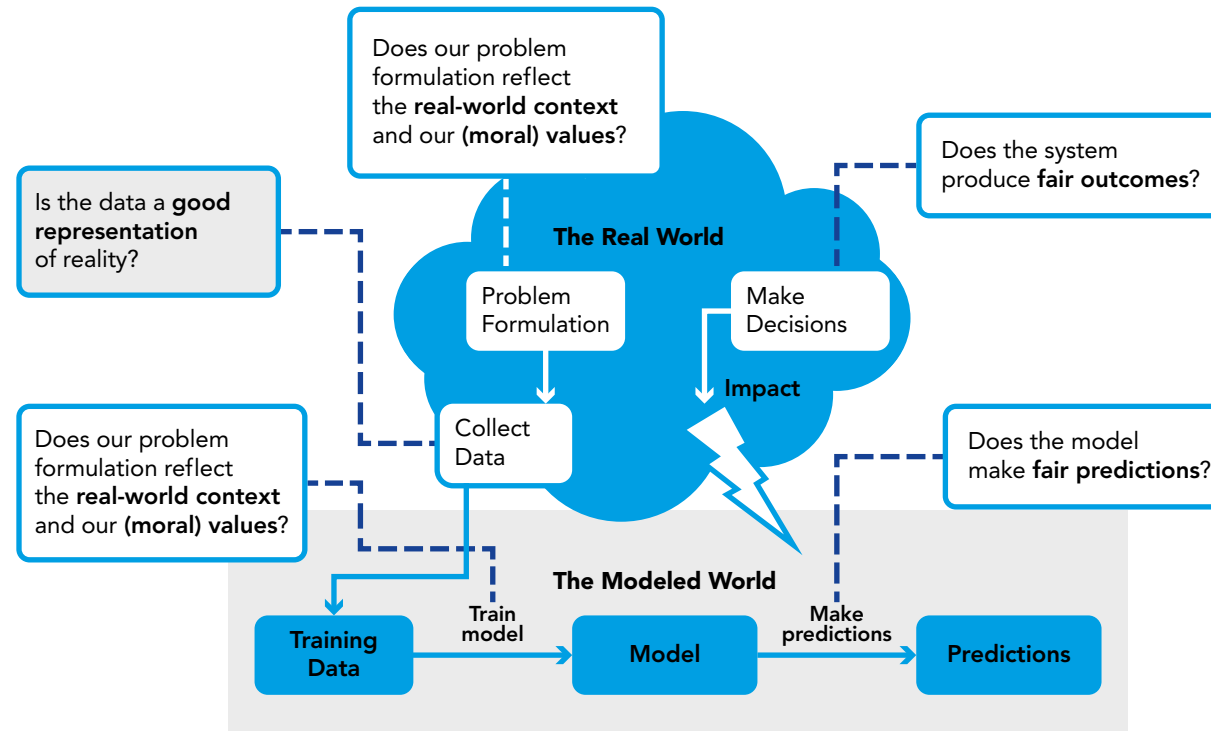 Does our problem
formulation reflect
the real-world context
and our (moral) values?
Does the system
produce fair outcomes?
Is the data a good
representation
of reality?
The Real World
Problem
Formulation
Make
Decisions
Impact
Collect
Data
Does our problem
formulation reflect
the real-world context
and our (moral) values?
Does the model
make fair predictions?
The Modeled World
Train
model
Make
predictions
Training
Data
Model
Predictions